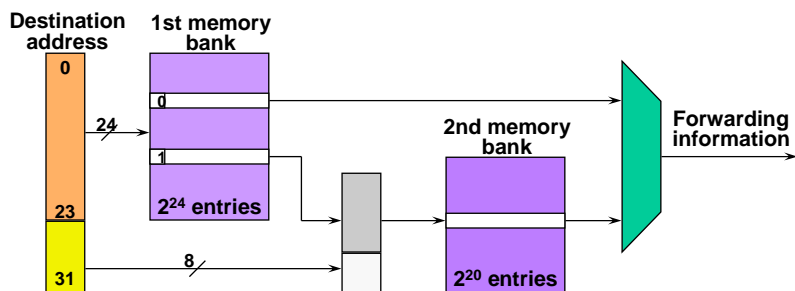 Destination
address
1st memory
bank
0
0
24
2nd memory
bank
Forwarding
information
1
23
2²⁴ entries
8
31
2²⁰ entries